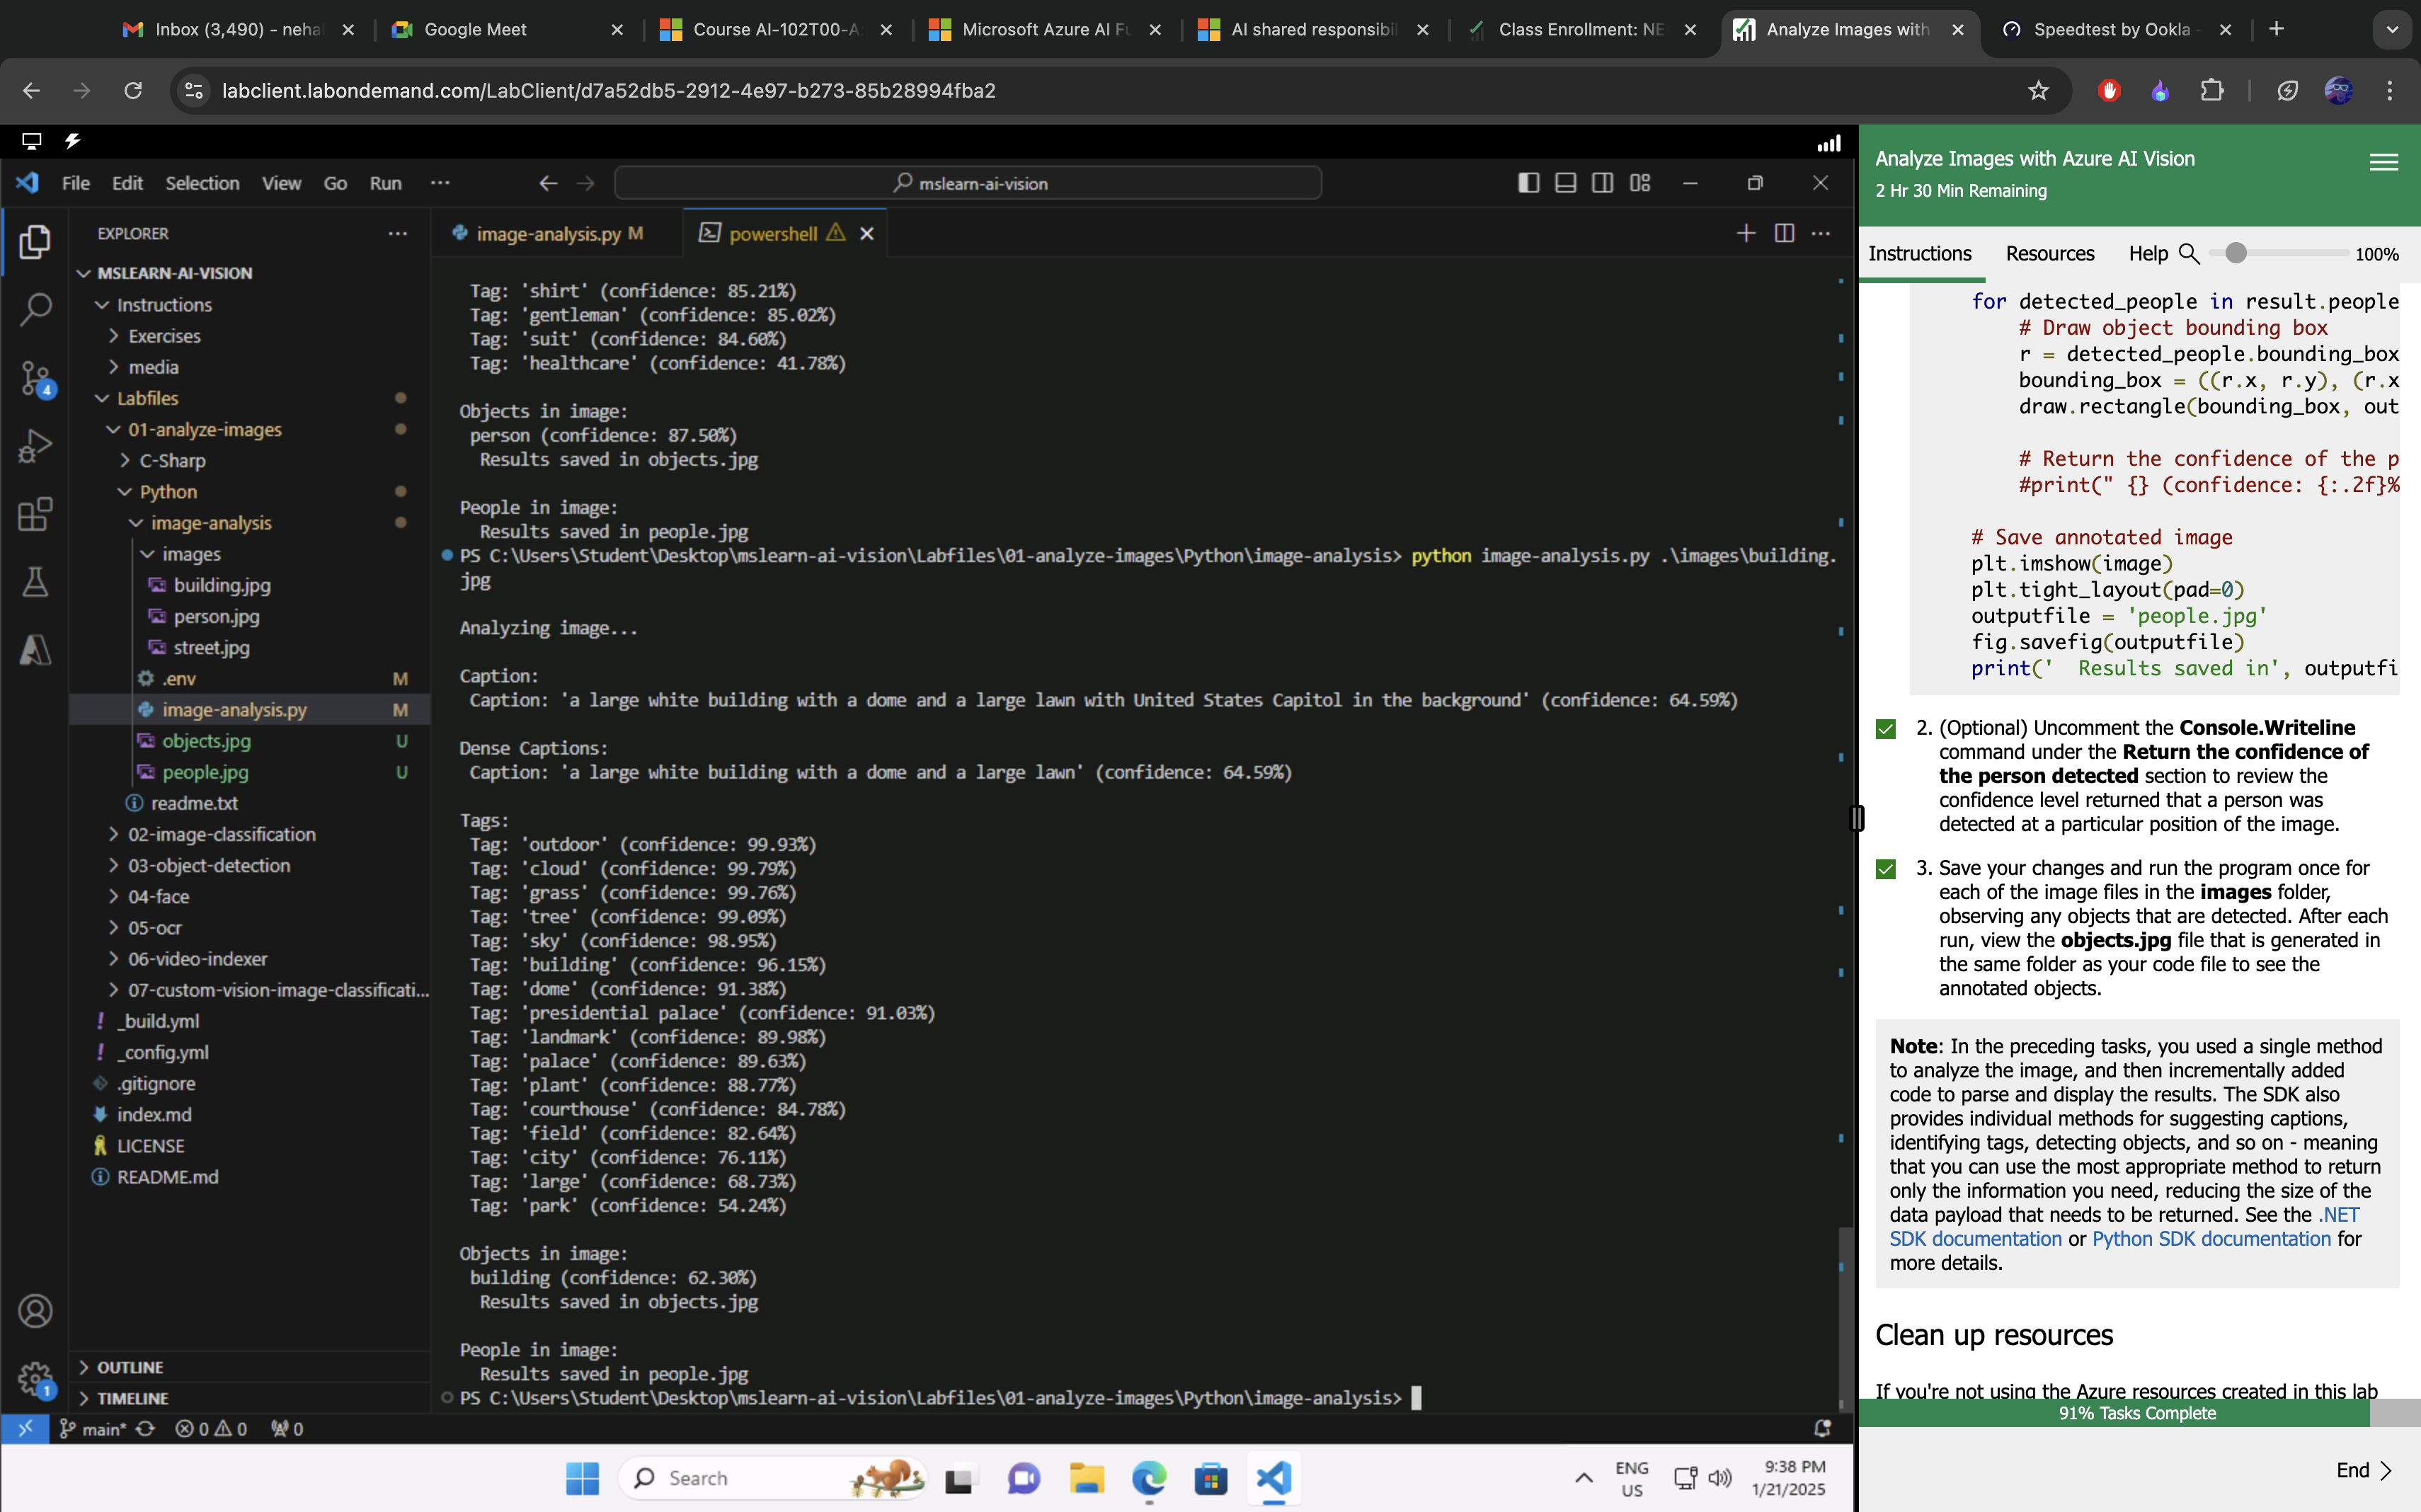 Inbox (3,490) - neha
Google Meet
Course AI-102T00-A
Microsoft Azure AI Fu
AI shared responsibil
Class Enrollment: NE
Analyze Images with
Speedtest by Ookla -
labclient.labondemand.com/LabClient/d7a52db5-2912-4e97-b273-85b28994fba2
File Edit Selection View Go Run ···
mslearn-ai-vision
EXPLORER ···
MSLEARN-AI-VISION
Instructions
Exercises
media
4
Labfiles
01-analyze-images
C-Sharp
Python
image-analysis
images
building.jpg
person.jpg
street.jpg
.env M
image-analysis.py M
objects.jpg U
people.jpg U
readme.txt
02-image-classification
03-object-detection
04-face
05-ocr
06-video-indexer
07-custom-vision-image-classificati...
! _build.yml
! _config.yml
.gitignore
index.md
LICENSE
README.md
OUTLINE
1
TIMELINE
image-analysis.py M
powershell
Tag: 'shirt' (confidence: 85.21%)
Tag: 'gentleman' (confidence: 85.02%)
Tag: 'suit' (confidence: 84.60%)
Tag: 'healthcare' (confidence: 41.78%)
Objects in image:
person (confidence: 87.50%)
Results saved in objects.jpg
People in image:
Results saved in people.jpg
PS C:\Users\Student\Desktop\mslearn-ai-vision\Labfiles\01-analyze-images\Python\image-analysis> python image-analysis.py .\images\building.
jpg
Analyzing image...
Caption:
Caption: 'a large white building with a dome and a large lawn with United States Capitol in the background' (confidence: 64.59%)
Dense Captions:
Caption: 'a large white building with a dome and a large lawn' (confidence: 64.59%)
Tags:
Tag: 'outdoor' (confidence: 99.93%)
Tag: 'cloud' (confidence: 99.79%)
Tag: 'grass' (confidence: 99.76%)
Tag: 'tree' (confidence: 99.09%)
Tag: 'sky' (confidence: 98.95%)
Tag: 'building' (confidence: 96.15%)
Tag: 'dome' (confidence: 91.38%)
Tag: 'presidential palace' (confidence: 91.03%)
Tag: 'landmark' (confidence: 89.98%)
Tag: 'palace' (confidence: 89.63%)
Tag: 'plant' (confidence: 88.77%)
Tag: 'courthouse' (confidence: 84.78%)
Tag: 'field' (confidence: 82.64%)
Tag: 'city' (confidence: 76.11%)
Tag: 'large' (confidence: 68.73%)
Tag: 'park' (confidence: 54.24%)
Objects in image:
building (confidence: 62.30%)
Results saved in objects.jpg
People in image:
Results saved in people.jpg
PS C:\Users\Student\Desktop\mslearn-ai-vision\Labfiles\01-analyze-images\Python\image-analysis>
main* 0 0 0
Search
ENG
US
9:38 PM
1/21/2025
Analyze Images with Azure AI Vision
2 Hr 30 Min Remaining
Instructions Resources Help 100%
for detected_people in result.people
# Draw object bounding box
r = detected_people.bounding_box
bounding_box = ((r.x, r.y), (r.x
draw.rectangle(bounding_box, out
# Return the confidence of the p
#print(" {} (confidence: {:.2f}%
# Save annotated image
plt.imshow(image)
plt.tight_layout(pad=0)
outputfile = 'people.jpg'
fig.savefig(outputfile)
print('  Results saved in', outputfi
2. (Optional) Uncomment the Console.Writeline
command under the Return the confidence of
the person detected section to review the
confidence level returned that a person was
detected at a particular position of the image.
3. Save your changes and run the program once for
each of the image files in the images folder,
observing any objects that are detected. After each
run, view the objects.jpg file that is generated in
the same folder as your code file to see the
annotated objects.
Note: In the preceding tasks, you used a single method
to analyze the image, and then incrementally added
code to parse and display the results. The SDK also
provides individual methods for suggesting captions,
identifying tags, detecting objects, and so on - meaning
that you can use the most appropriate method to return
only the information you need, reducing the size of the
data payload that needs to be returned. See the .NET
SDK documentation or Python SDK documentation for
more details.
Clean up resources
If you're not using the Azure resources created in this lab
91% Tasks Complete
End